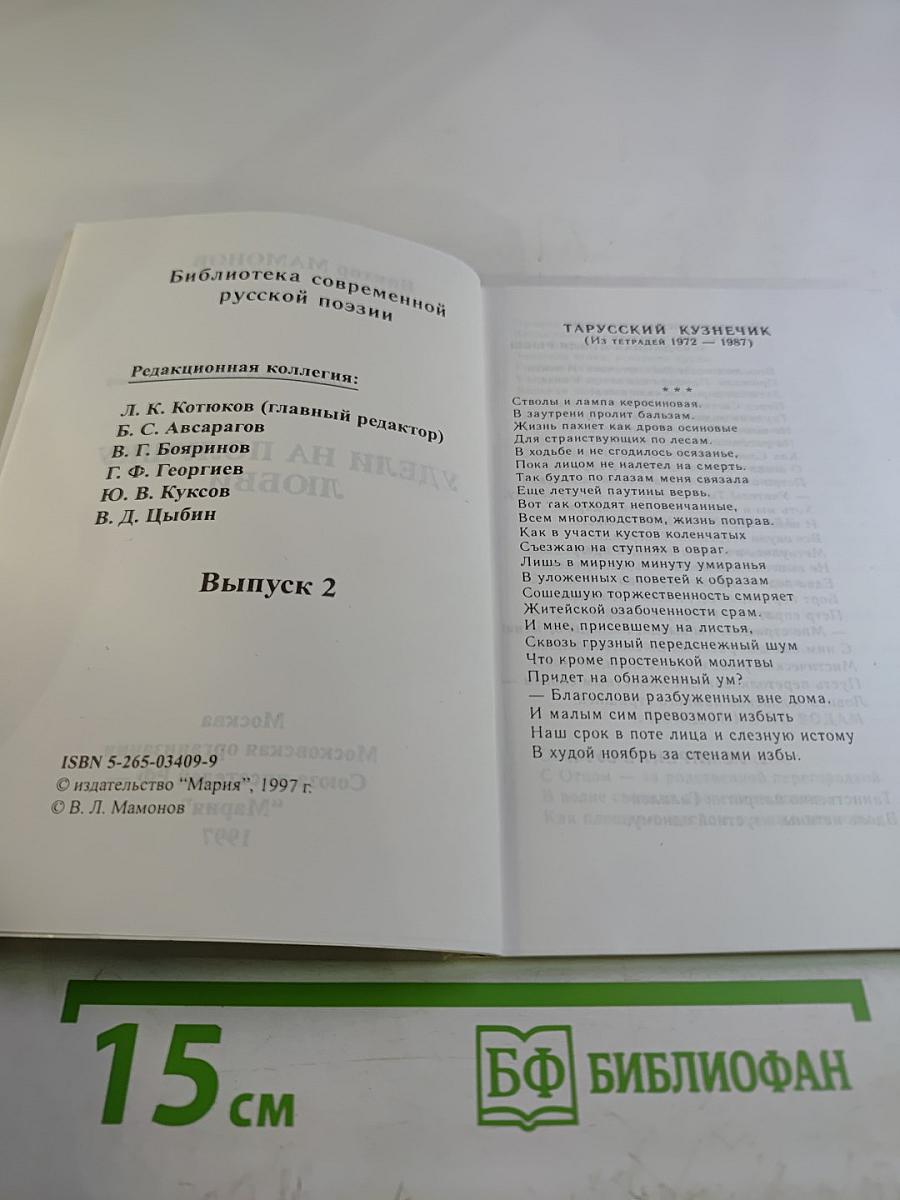 Библиотека современной
русской поэзии
Редакционная коллегия:
Л. К. Котюков (главный редактор)
Б. С. Авсарагов
В. Г. Бояринов
Г. Ф. Георгиев
Ю. В. Куксов
В. Д. Цыбин
Выпуск 2
ISBN 5-265-03409-9
© издательство “Мария”, 1997 г.
© В. Л. Мамонов
ТАРУССКИЙ КУЗНЕЧИК
(Из тетрадей 1972 — 1987)
* * *
Стволы и лампа керосиновая.
В заутрени пролит бальзам.
Жизнь пахнет как дрова осиновые
Для странствующих по лесам.
В ходьбе и не сгодилось осязанье,
Пока лицом не налетел на смерть.
Так будто по глазам меня связала
Еще летучей паутины вервь.
Вот так отходят неповенчанные,
Всем многолюдством, жизнь поправ.
Как в участи кустов коленчатых
Съезжаю на ступнях в овраг.
Лишь в мирную минуту умиранья
В уложенных с поветей к образам
Сошедшую торжественность смиряет
Житейской озабоченности срам.
И мне, присевшему на листья,
Сквозь грузный передснежный шум
Что кроме простенькой молитвы
Придет на обнаженный ум?
— Благослови разбуженных вне дома,
И малым сим превозмоги избыть
Наш срок в поте лица и слезную истому
В худой ноябрь за стенами избы.
15 см
БФ БИБЛИОФАН